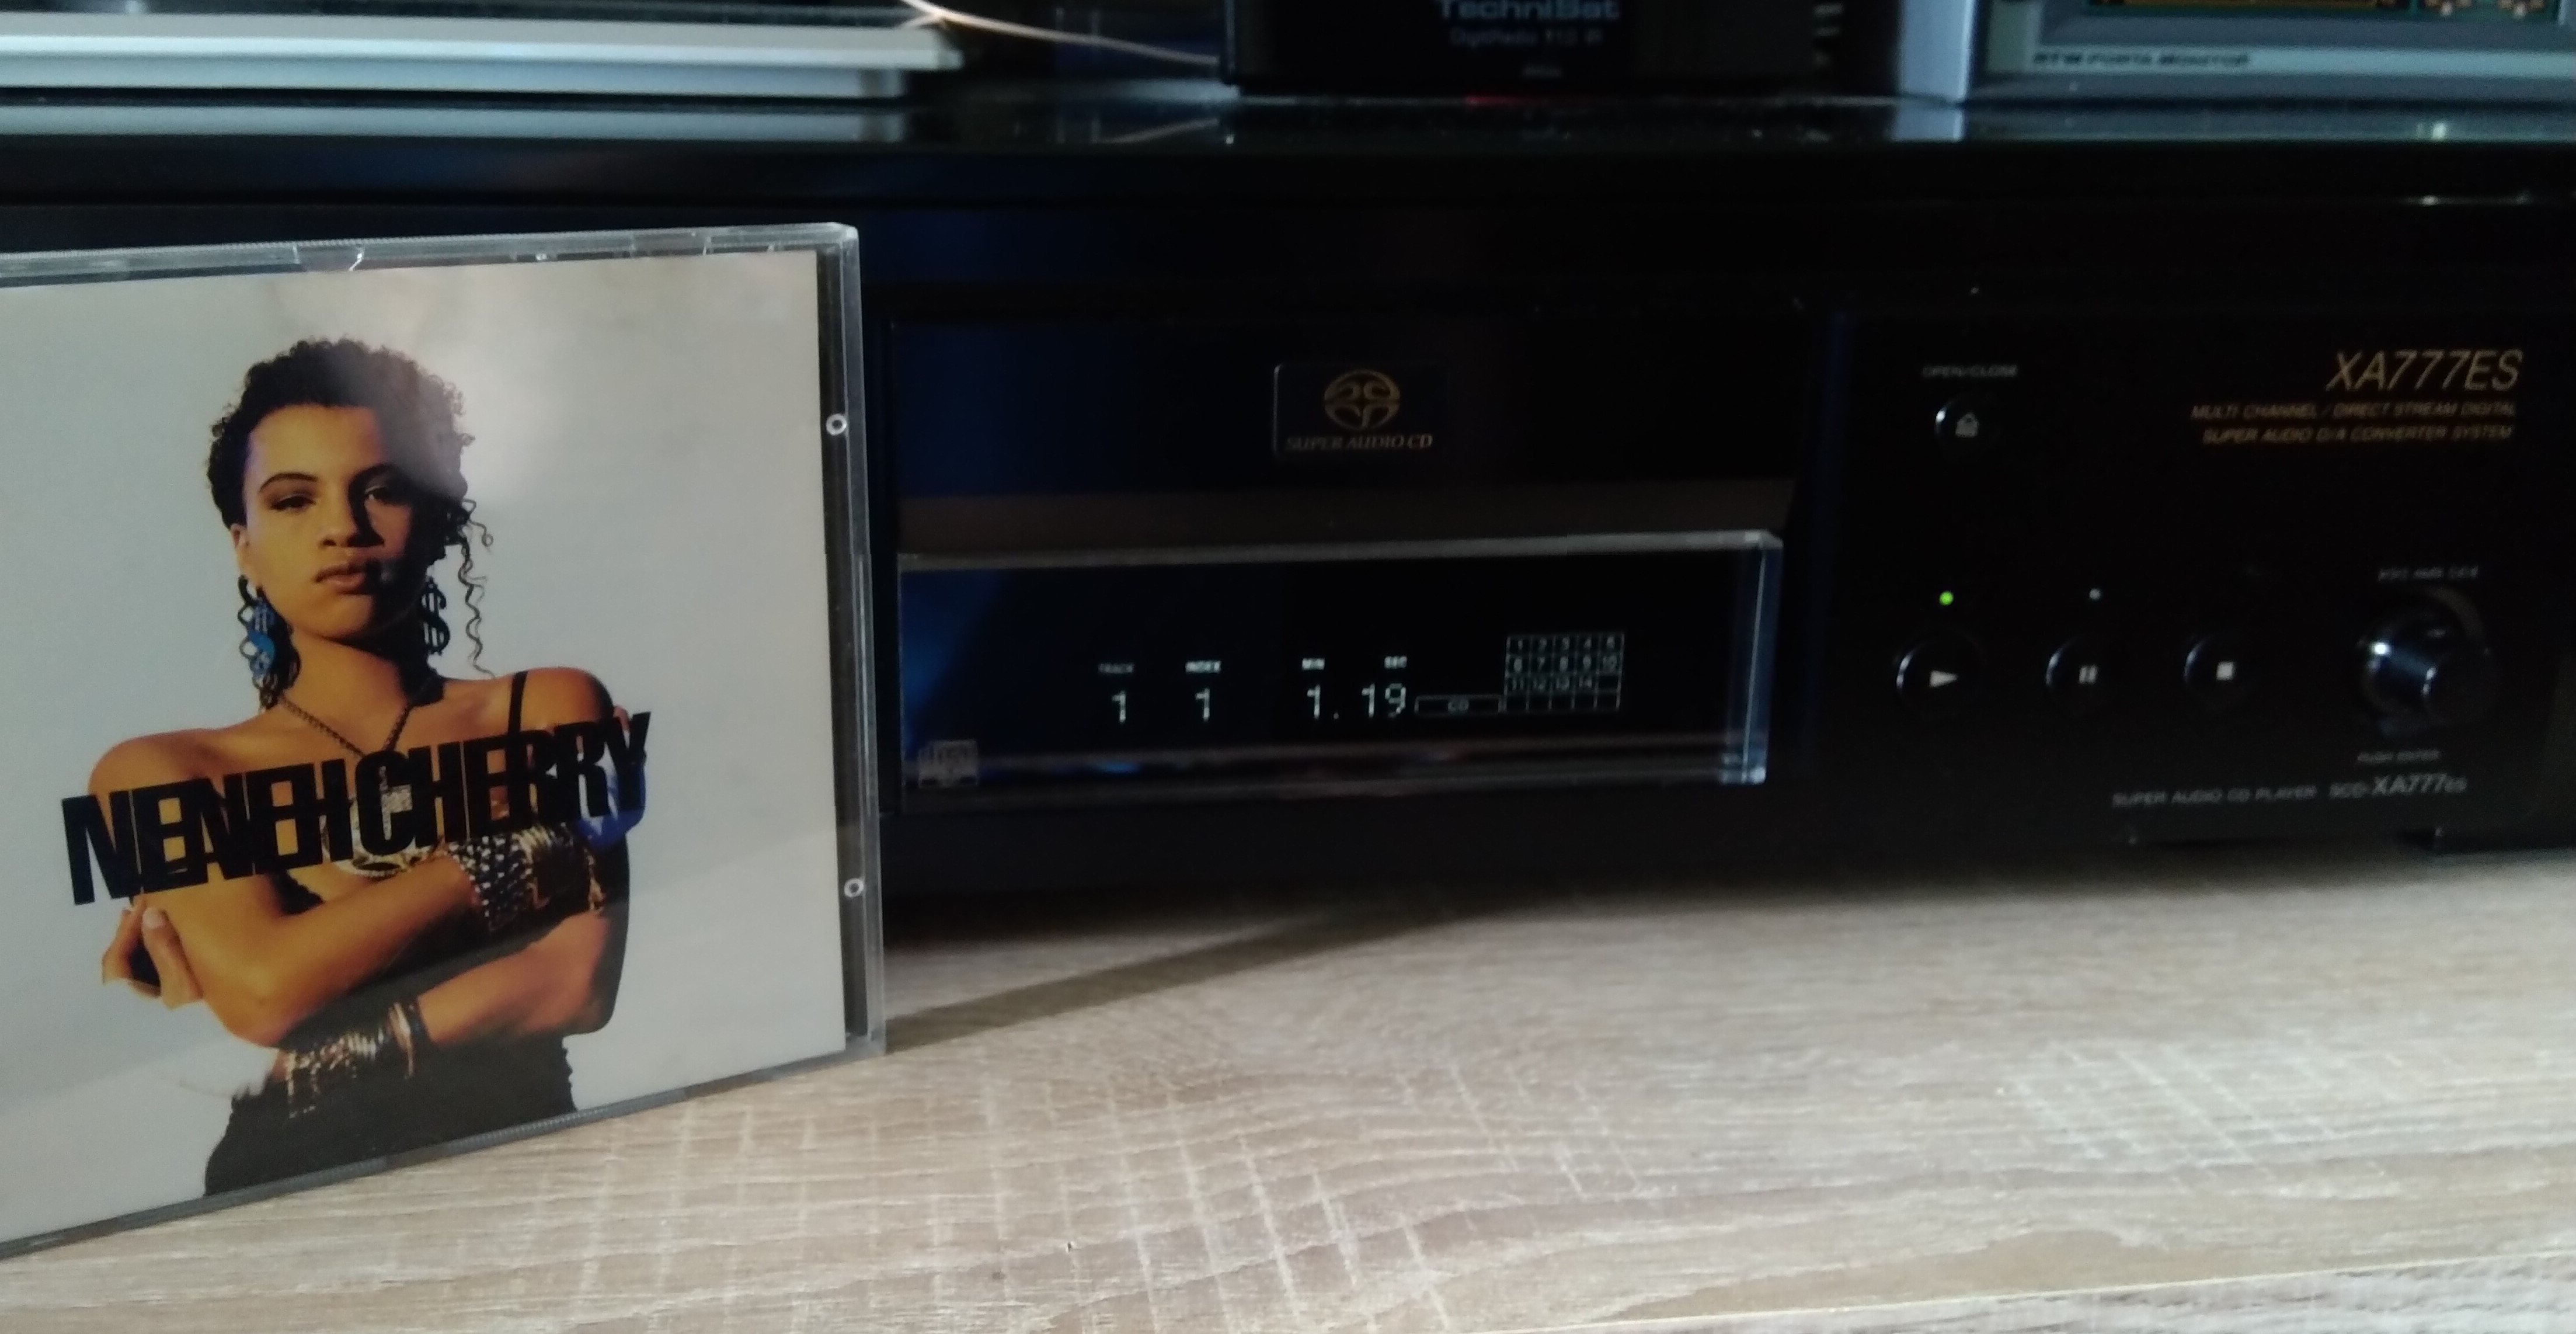 TechniSat
NENEH CHERRY
SUPER AUDIO CD
OPEN/CLOSE
XA777ES
MULTI CHANNEL / DIRECT STREAM DIGITAL
SUPER AUDIO D/A CONVERTER SYSTEM
TRACK INDEX MIN SEC
1 1 1. 19
CD
1 2 3 4 5
6 7 8 9 10
11 12 13 14
SUPER AUDIO CD PLAYER SCD-XA777ES